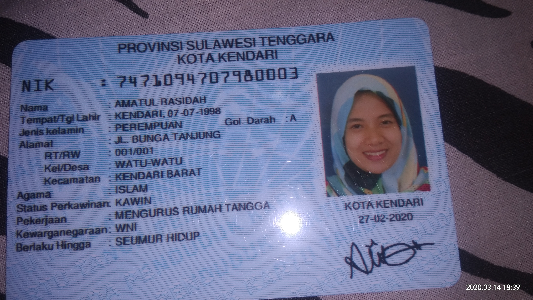 PROVINSI SULAWESI TENGGARA
KOTA KENDARI
NIK : 7471094707980003
Nama : AMATUL RASIDAH
Tempat/Tgl Lahir : KENDARI, 07-07-1998
Jenis kelamin : PEREMPUAN Gol Darah : A
Alamat : JL. BUNGA TANJUNG
RT/RW : 001/001
Kel/Desa : WATU-WATU
Kecamatan : KENDARI BARAT
Agama : ISLAM
Status Perkawinan: KAWIN
Pekerjaan : MENGURUS RUMAH TANGGA
Kewarganegaraan: WNI
Berlaku Hingga : SEUMUR HIDUP
KOTA KENDARI
27-02-2020
2020.03.14 19:39